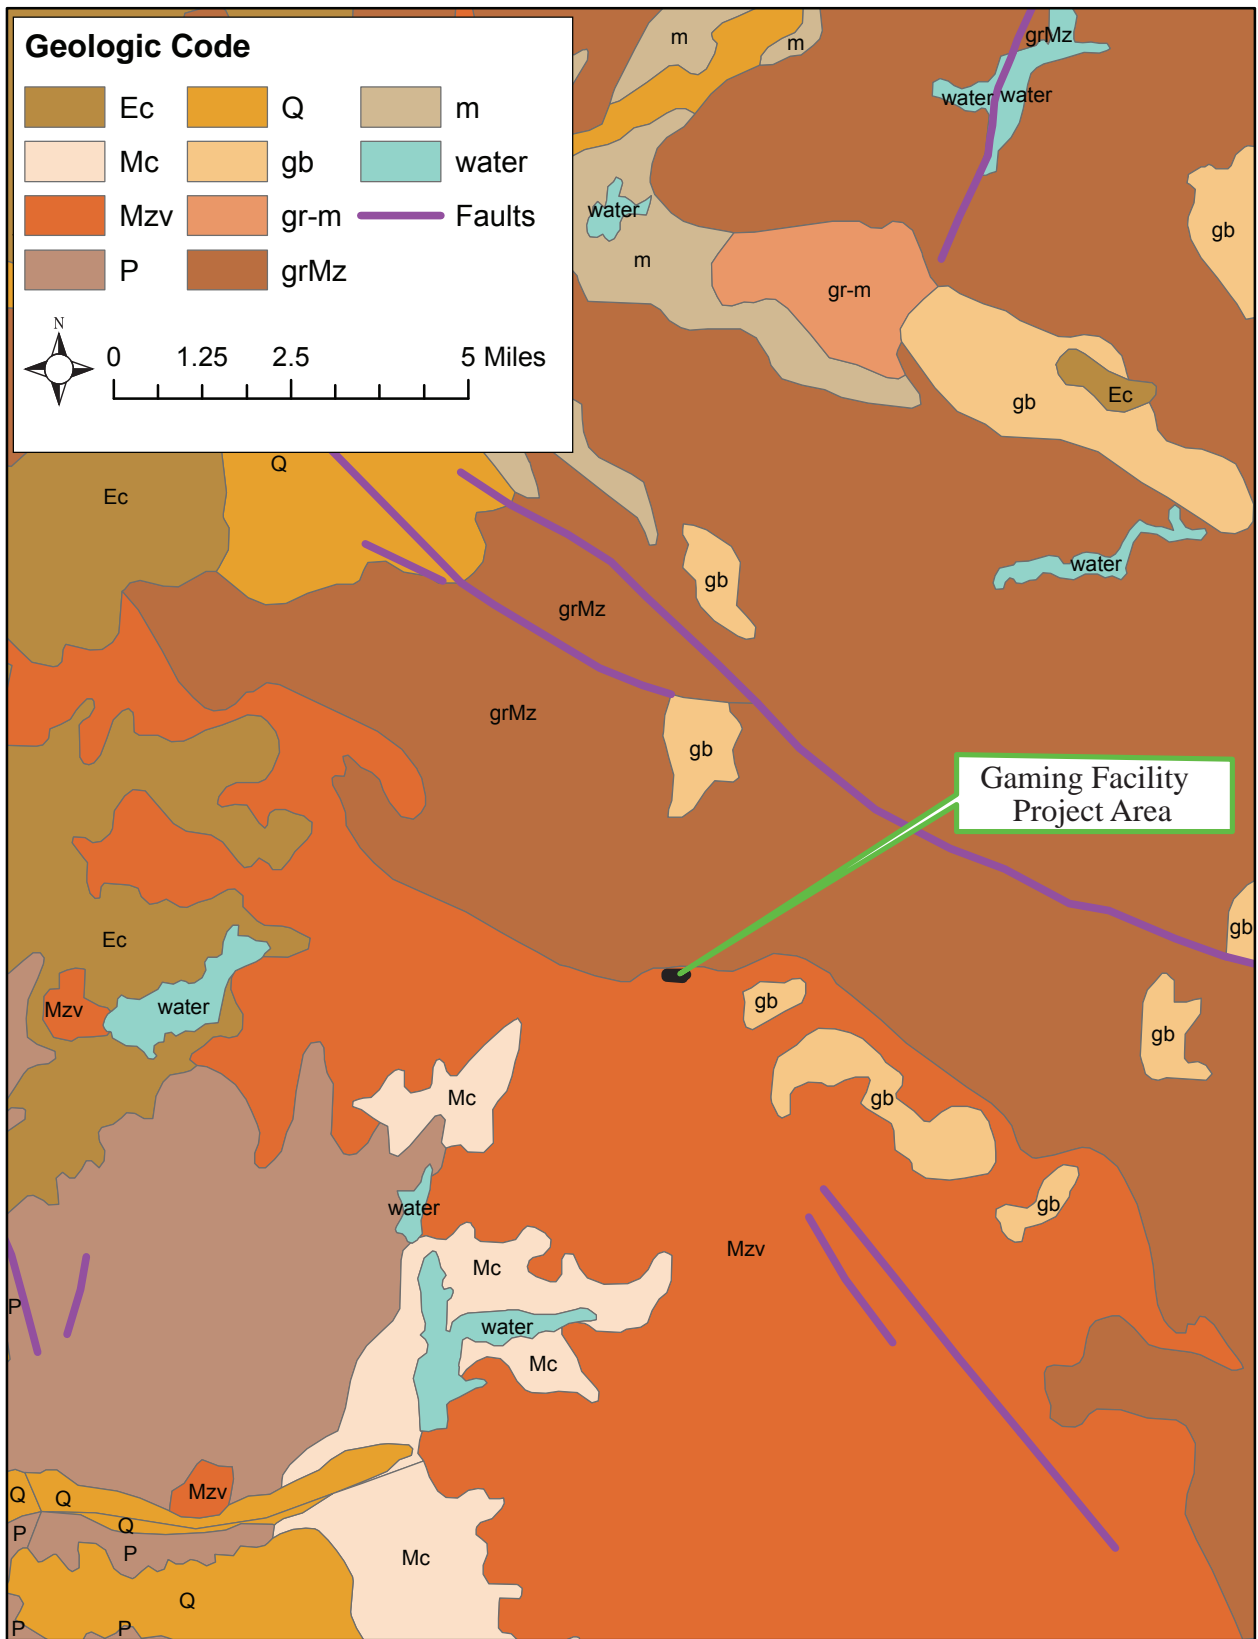 Geologic Code
Ec
Q
m
Mc
gb
water
Mzv
gr-m
Faults
P
grMz
N
0 1.25 2.5 5 Miles
m
m
grMz
water
water
water
gb
m
gr-m
Ec
gb
Q
Ec
water
gb
grMz
grMz
gb
Gaming Facility
Project Area
gb
Ec
gb
Mzv
water
gb
Mc
gb
water
gb
Mzv
Mc
P
water
Mc
Mzv
Q
Q
Q
P
P
Mc
Q
P
P